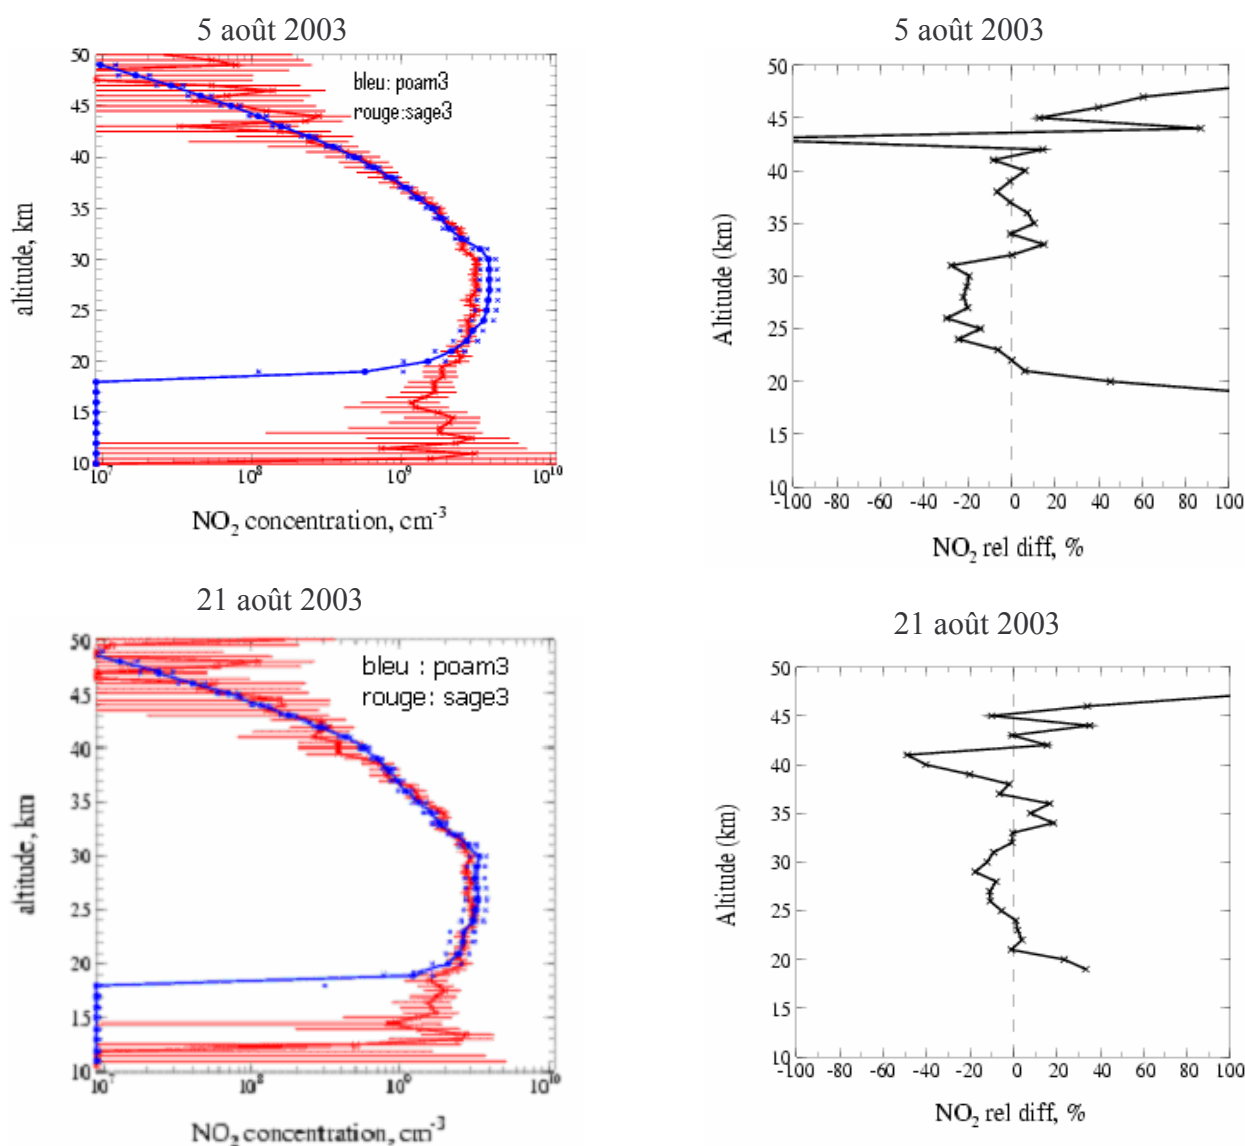 5 août 2003
50
45
40
35
30
25
20
15
10
altitude, km
bleu: poam3
rouge:sage3
10⁷ 10⁸ 10⁹ 10¹⁰
NO₂ concentration, cm⁻³
5 août 2003
50
45
40
35
30
25
20
15
10
Altitude (km)
-100 -80 -60 -40 -20 0 20 40 60 80 100
NO₂ rel diff, %
21 août 2003
50
45
40
35
30
25
20
15
10
altitude, km
bleu : poam3
rouge: sage3
10⁷ 10⁸ 10⁹ 10¹⁰
NO₂ concentration, cm⁻³
21 août 2003
50
45
40
35
30
25
20
15
10
Altitude (km)
-100 -80 -60 -40 -20 0 20 40 60 80 100
NO₂ rel diff, %